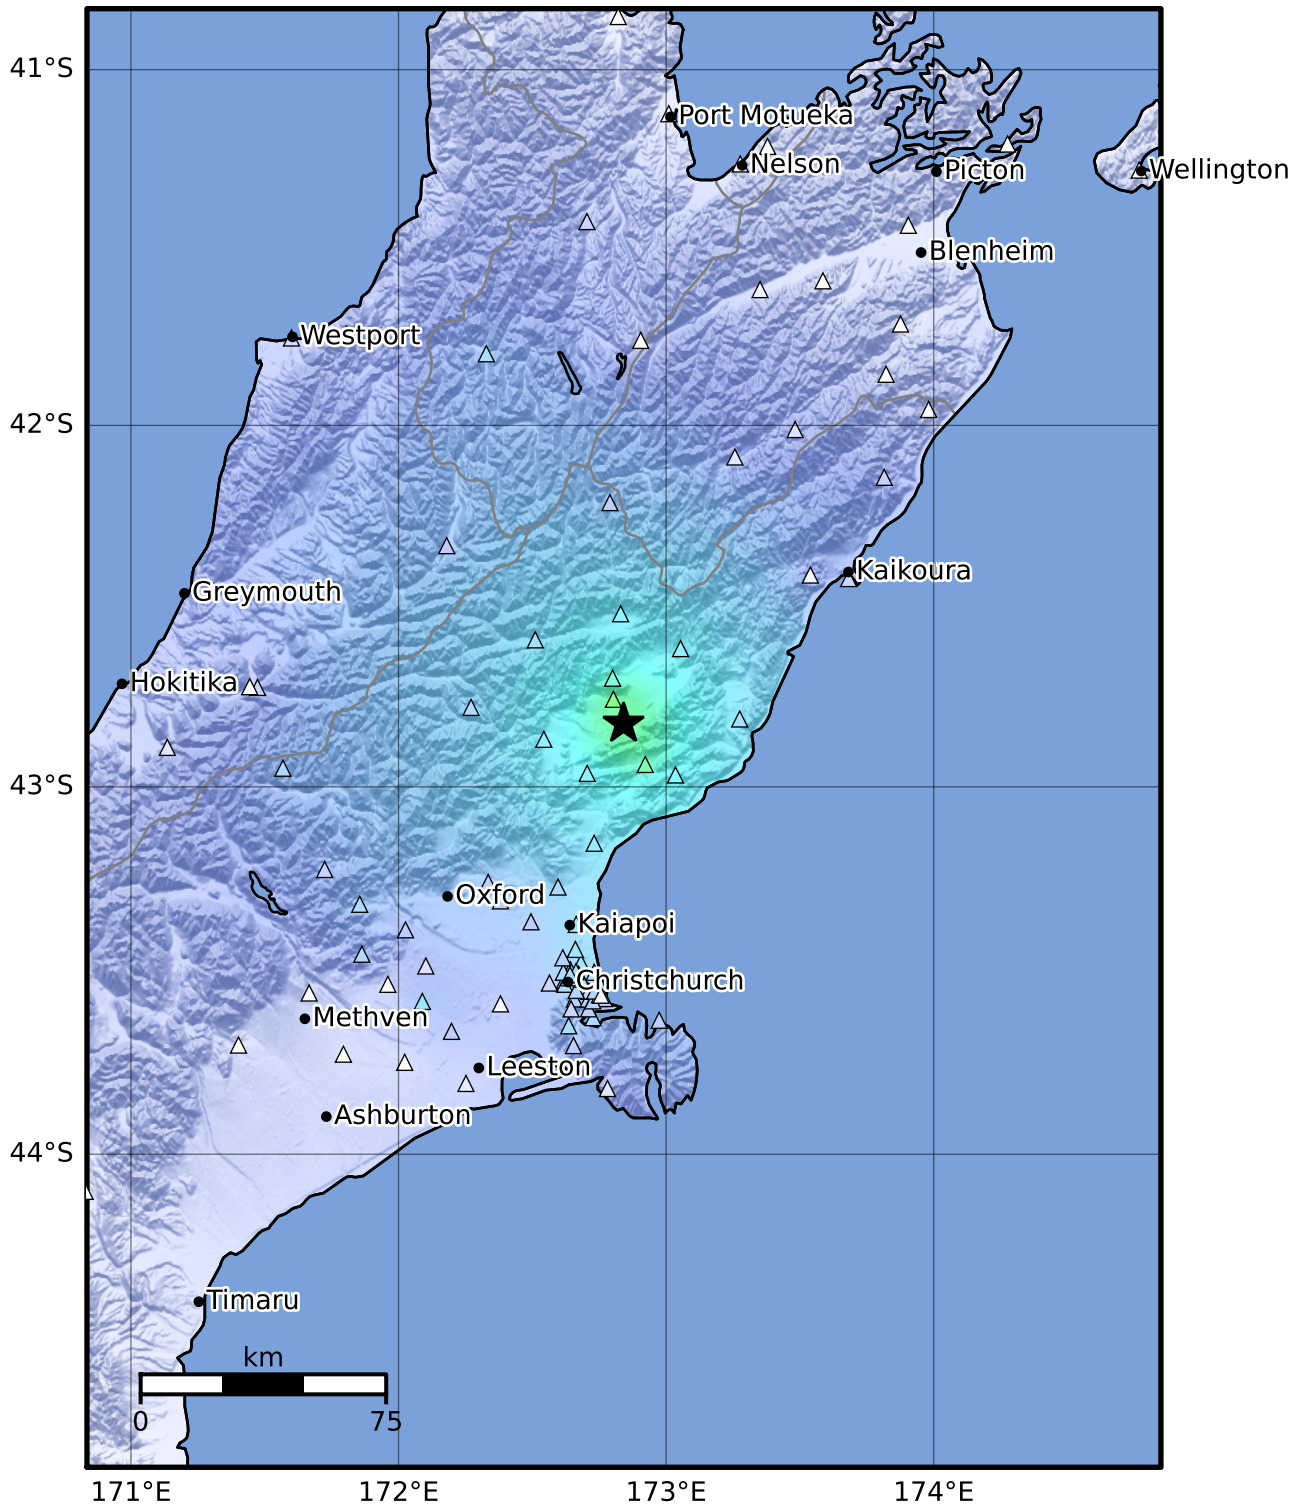 41°S
Port Motueka
Nelson
Picton
Wellington
Blenheim
Westport
42°S
Kaikoura
Greymouth
Hokitika
43°S
Oxford
Kaiapoi
Christchurch
Methven
Leeston
Ashburton
44°S
Timaru
km
0 75
171°E 172°E 173°E 174°E